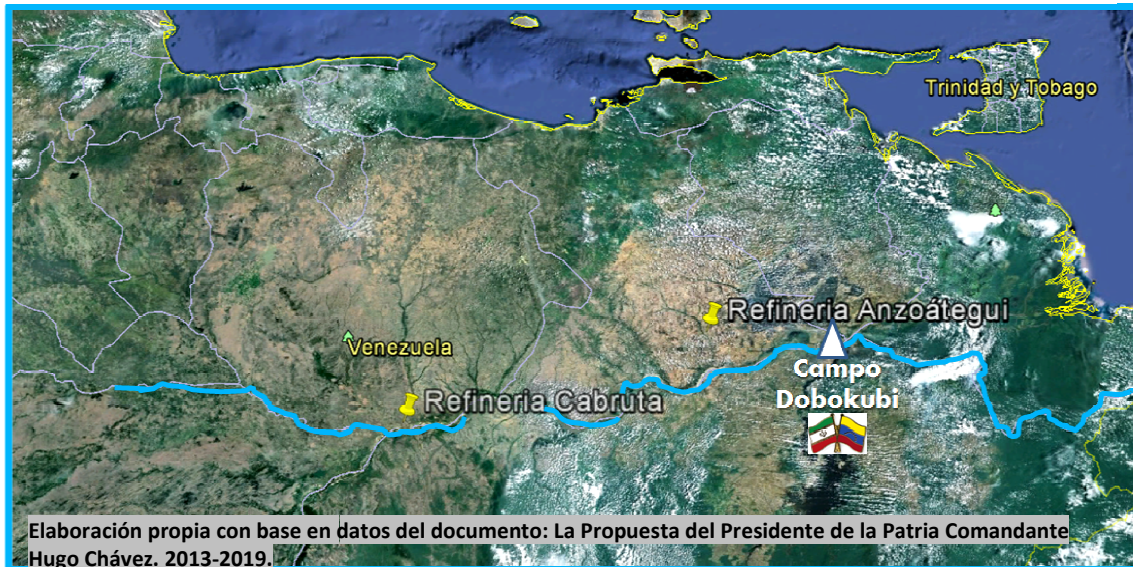 Trinidad y Tobago
Refineria Anzoátegui
Venezuela
Campo
Dobokubi
Refineria Cabruta
Elaboración propia con base en datos del documento: La Propuesta del Presidente de la Patria Comandante
Hugo Chávez. 2013-2019.